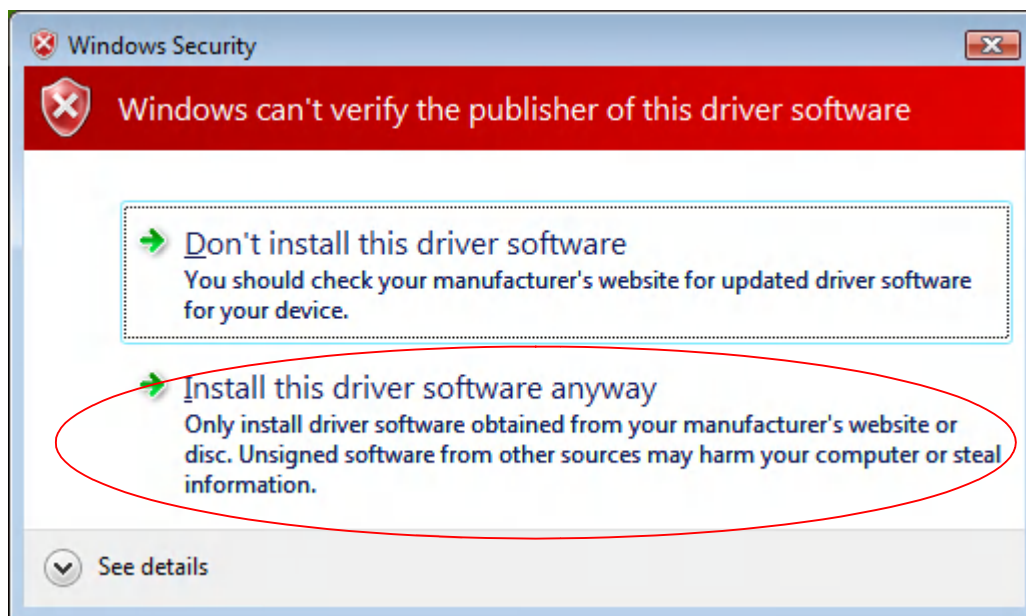 Windows Security
Windows can't verify the publisher of this driver software
Don't install this driver software
You should check your manufacturer's website for updated driver software
for your device.
Install this driver software anyway
Only install driver software obtained from your manufacturer's website or
disc. Unsigned software from other sources may harm your computer or steal
information.
See details